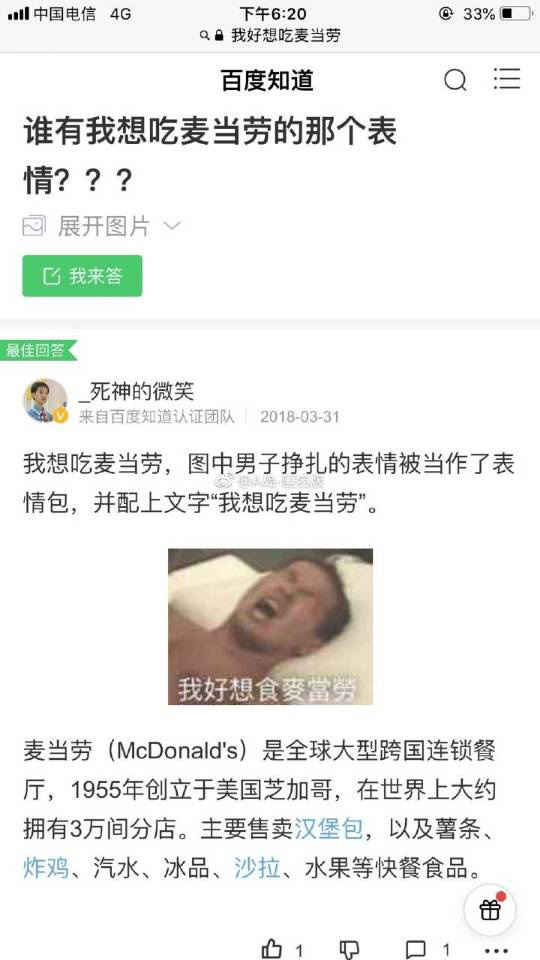 中国电信 4G
下午6:20
33%
我好想吃麦当劳
百度知道
谁有我想吃麦当劳的那个表
情？？？
展开图片
我来答
最佳回答
_死神的微笑
来自百度知道认证团队 2018-03-31
我想吃麦当劳，图中男子挣扎的表情被当作了表
情包，并配上文字“我想吃麦当劳”。
我好想食麥當勞
麦当劳（McDonald's）是全球大型跨国连锁餐
厅，1955年创立于美国芝加哥，在世界上大约
拥有3万间分店。主要售卖汉堡包，以及薯条、
炸鸡、汽水、冰品、沙拉、水果等快餐食品。
1
1